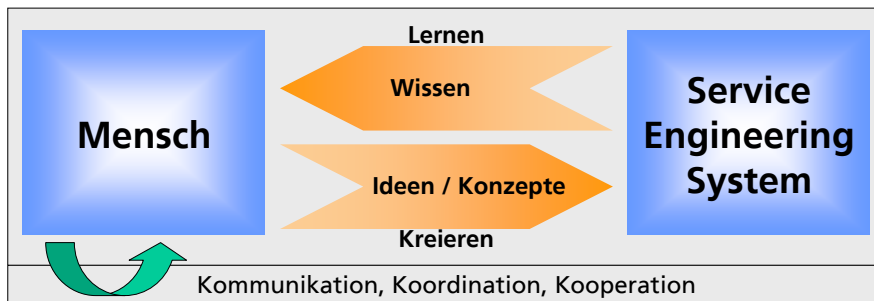 Lernen
Wissen
Mensch
Service
Engineering
System
Ideen / Konzepte
Kreieren
Kommunikation, Koordination, Kooperation